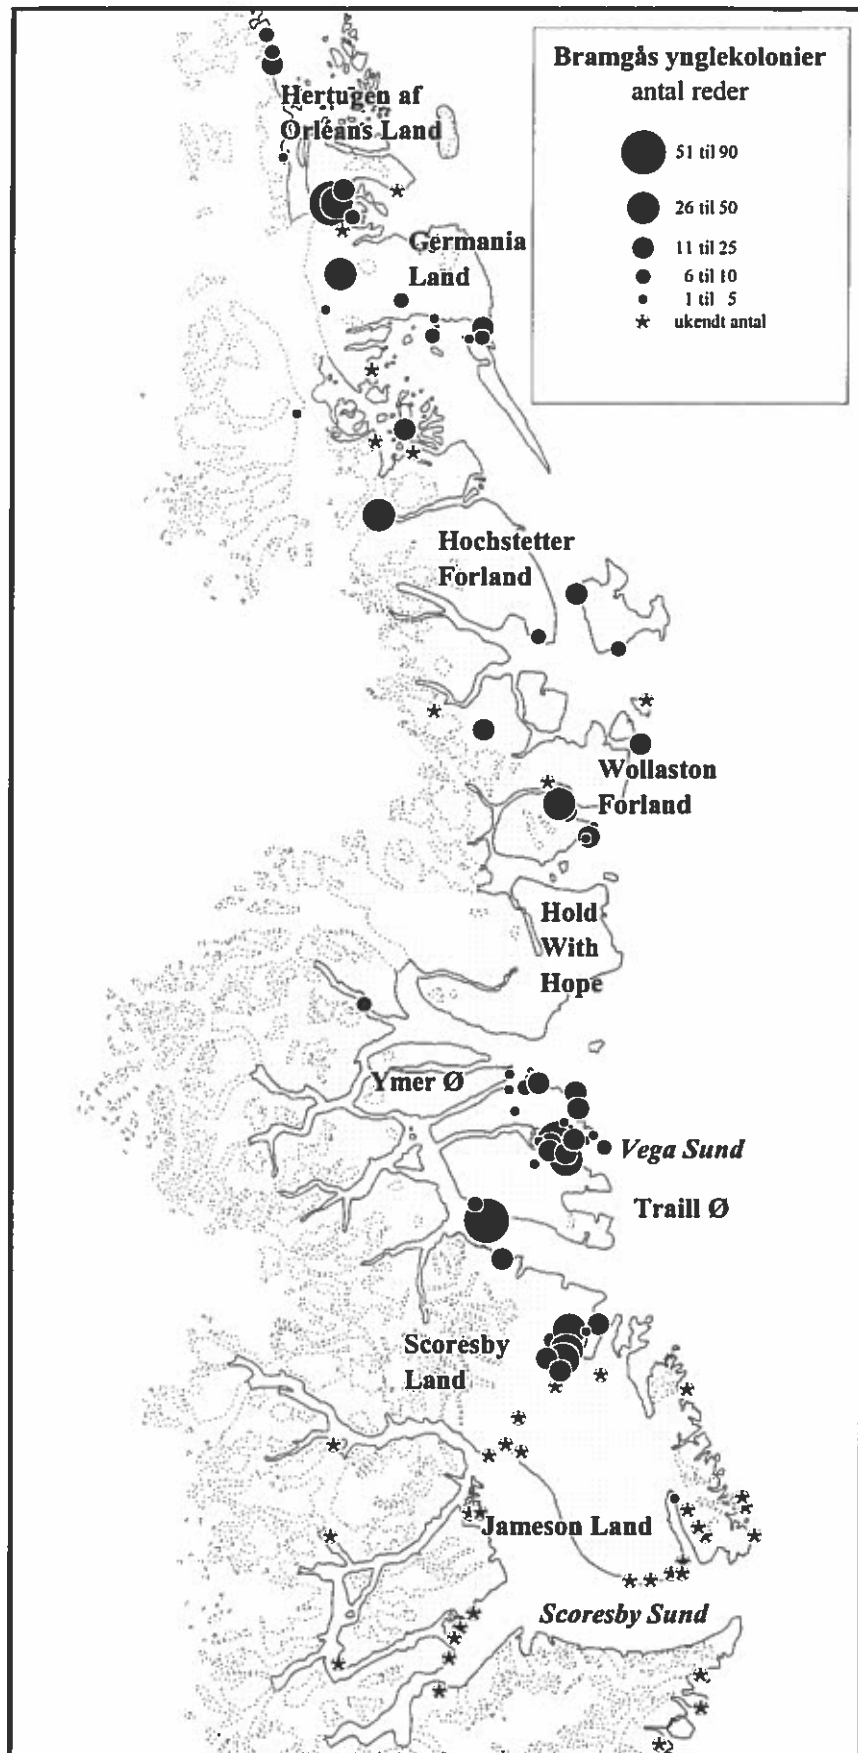 Bramgås ynglekolonier
antal reder
51 til 90
26 til 50
11 til 25
6 til 10
1 til 5
ukendt antal
Hertugen af
Orléans Land
Germania
Land
Hochstetter
Forland
Wollaston
Forland
Hold
With
Hope
Ymer Ø
Vega Sund
Traill Ø
Scoresby
Land
Jameson Land
Scoresby Sund